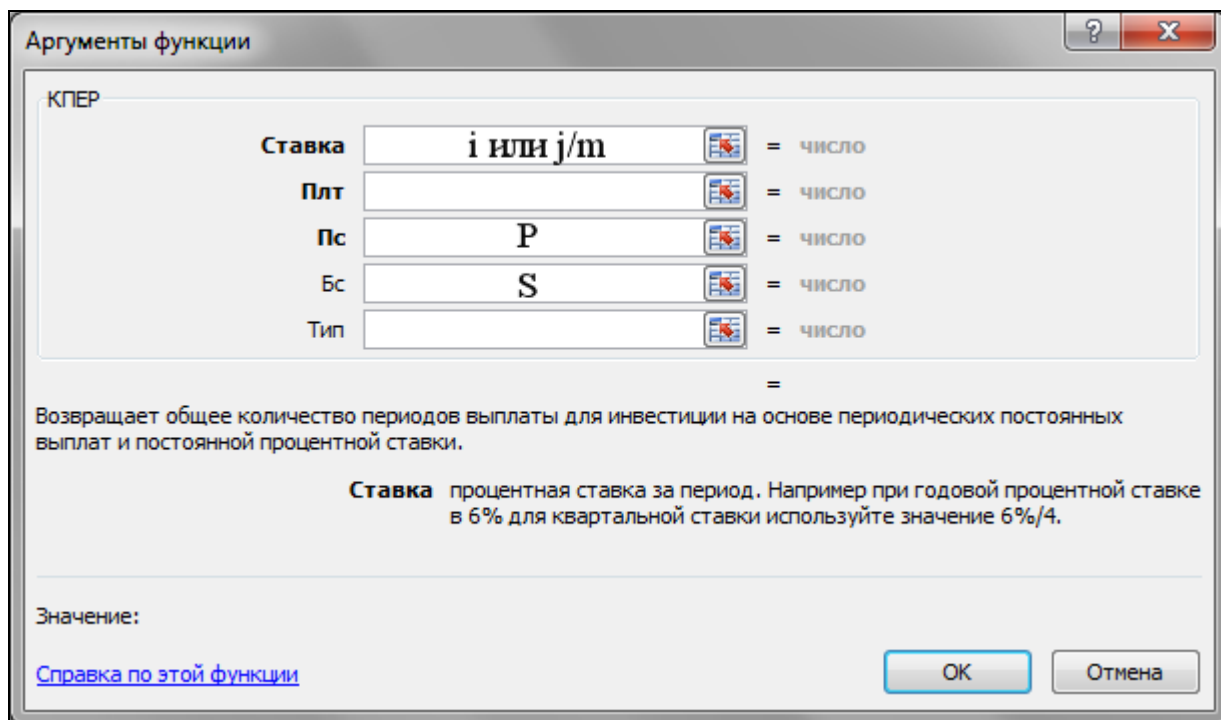 Аргументы функции
КПЕР
Ставка i или j/m = число
Плт = число
Пс P = число
Бс S = число
Тип = число
=
Возвращает общее количество периодов выплаты для инвестиции на основе периодических постоянных
выплат и постоянной процентной ставки.
Ставка процентная ставка за период. Например при годовой процентной ставке
в 6% для квартальной ставки используйте значение 6%/4.
Значение:
Справка по этой функции
ОК Отмена